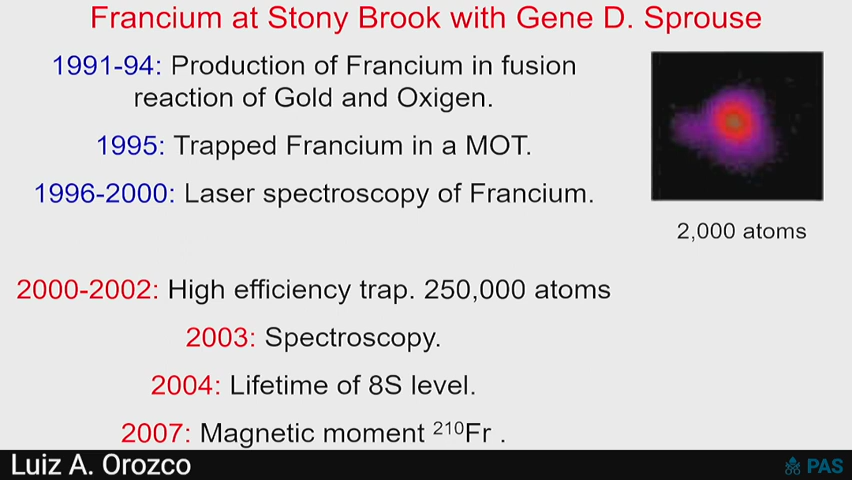 Francium at Stony Brook with Gene D. Sprouse
1991-94: Production of Francium in fusion
reaction of Gold and Oxigen.
1995: Trapped Francium in a MOT.
1996-2000: Laser spectroscopy of Francium.
2,000 atoms
2000-2002: High efficiency trap. 250,000 atoms
2003: Spectroscopy.
2004: Lifetime of 8S level.
2007: Magnetic moment ²¹⁰Fr .
Luiz A. Orozco
PAS